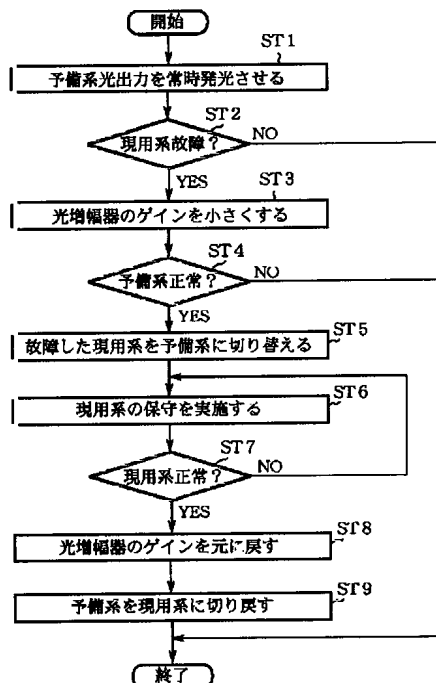 開始
ST1
予備系光出力を常時発光させる
ST2
現用系故障?
NO
YES
ST3
光増幅器のゲインを小さくする
ST4
予備系正常?
NO
YES
ST5
故障した現用系を予備系に切り替える
ST6
現用系の保守を実施する
ST7
現用系正常?
NO
YES
ST8
光増幅器のゲインを元に戻す
ST9
予備系を現用系に切り戻す
終了